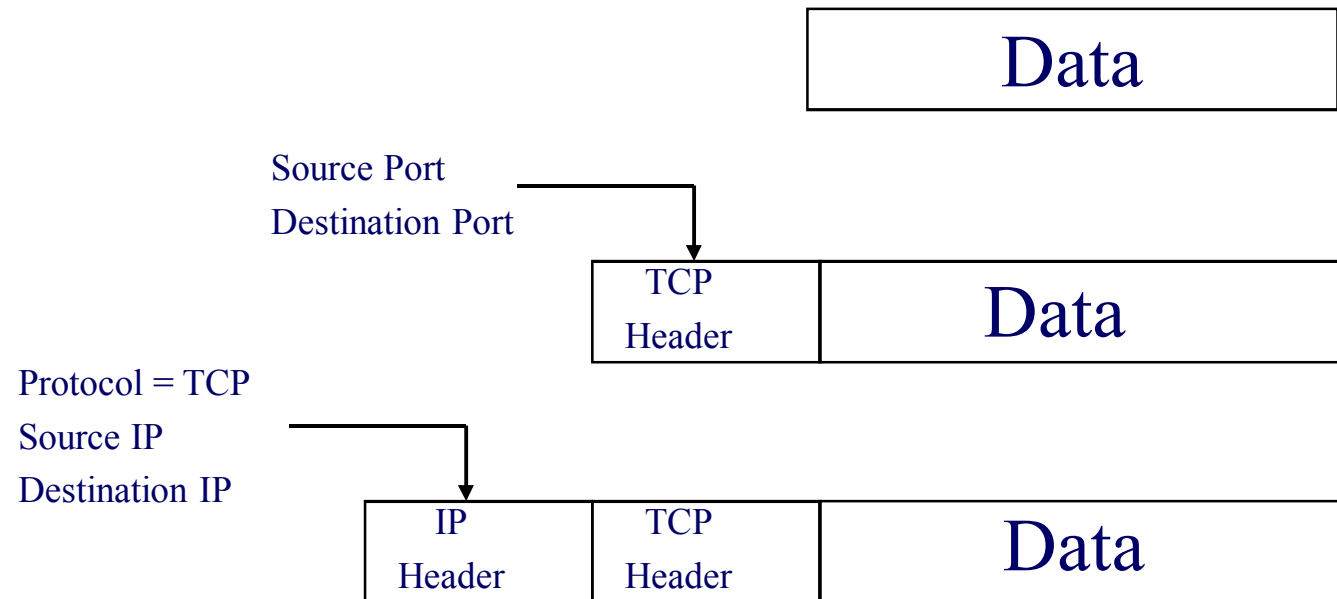 Data
Source Port
Destination Port
TCP
Header
Data
Protocol = TCP
Source IP
Destination IP
IP
Header
TCP
Header
Data